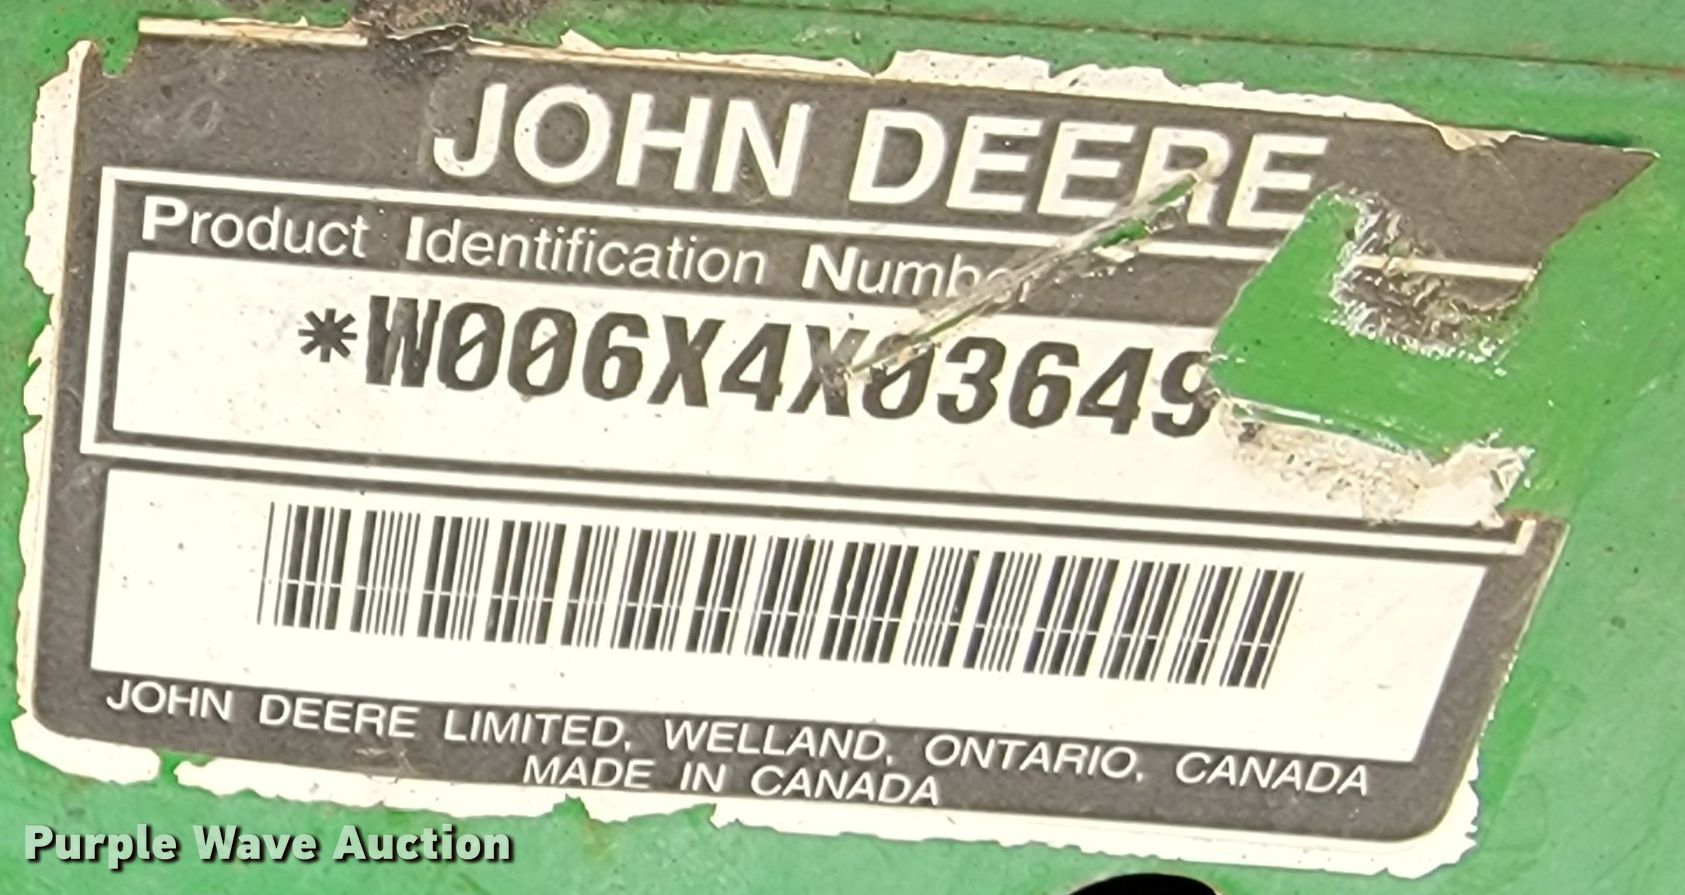 JOHN DEERE
Product Identification Number
*W006X4X03649
JOHN DEERE LIMITED, WELLAND, ONTARIO, CANADA
MADE IN CANADA
Purple Wave Auction